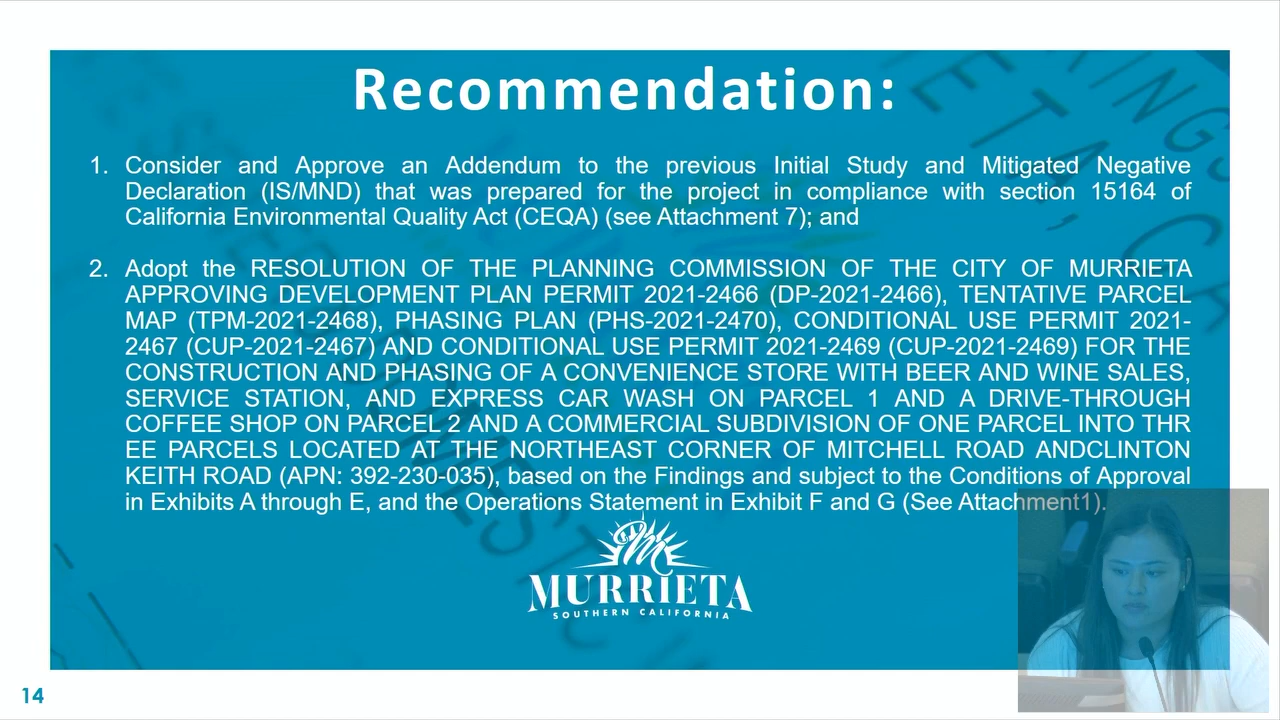 Recommendation:
1. Consider and Approve an Addendum to the previous Initial Study and Mitigated Negative
Declaration (IS/MND) that was prepared for the project in compliance with section 15164 of
California Environmental Quality Act (CEQA) (see Attachment 7); and
2. Adopt the RESOLUTION OF THE PLANNING COMMISSION OF THE CITY OF MURRIETA
APPROVING DEVELOPMENT PLAN PERMIT 2021-2466 (DP-2021-2466), TENTATIVE PARCEL
MAP (TPM-2021-2468), PHASING PLAN (PHS-2021-2470), CONDITIONAL USE PERMIT 2021-
2467 (CUP-2021-2467) AND CONDITIONAL USE PERMIT 2021-2469 (CUP-2021-2469) FOR THE
CONSTRUCTION AND PHASING OF A CONVENIENCE STORE WITH BEER AND WINE SALES,
SERVICE STATION, AND EXPRESS CAR WASH ON PARCEL 1 AND A DRIVE-THROUGH
COFFEE SHOP ON PARCEL 2 AND A COMMERCIAL SUBDIVISION OF ONE PARCEL INTO THR
EE PARCELS LOCATED AT THE NORTHEAST CORNER OF MITCHELL ROAD ANDCLINTON
KEITH ROAD (APN: 392-230-035), based on the Findings and subject to the Conditions of Approval
in Exhibits A through E, and the Operations Statement in Exhibit F and G (See Attachment1).
M
MURRIETA
SOUTHERN CALIFORNIA
14